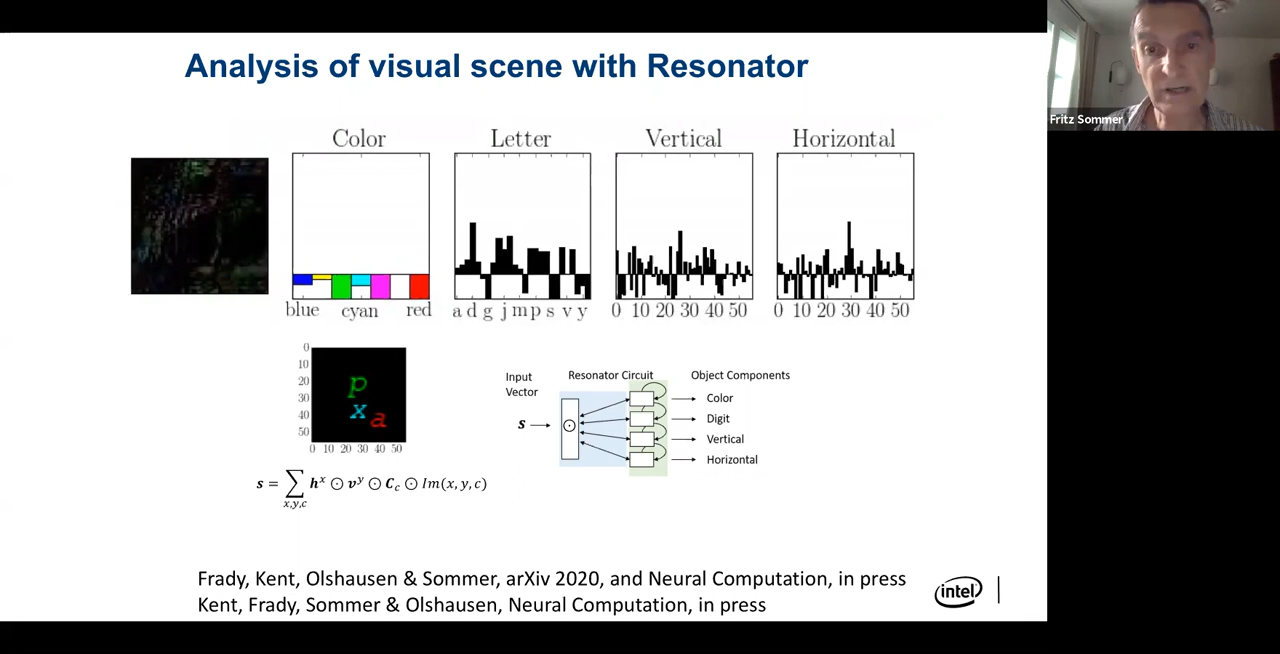 Analysis of visual scene with Resonator
Fritz Sommer
Color
Letter
Vertical
Horizontal
blue cyan red
a d g j m p s v y
0 10 20 30 40 50
0 10 20 30 40 50
0
10
20
30
40
50
0 10 20 30 40 50
p
x
a
Input
Vector
Resonator Circuit
Object Components
s
Color
Digit
Vertical
Horizontal
s = ∑ h^x ⊙ v^y ⊙ C_c ⊙ Im(x, y, c)
x,y,c
Frady, Kent, Olshausen & Sommer, arXiv 2020, and Neural Computation, in press
Kent, Frady, Sommer & Olshausen, Neural Computation, in press
intel